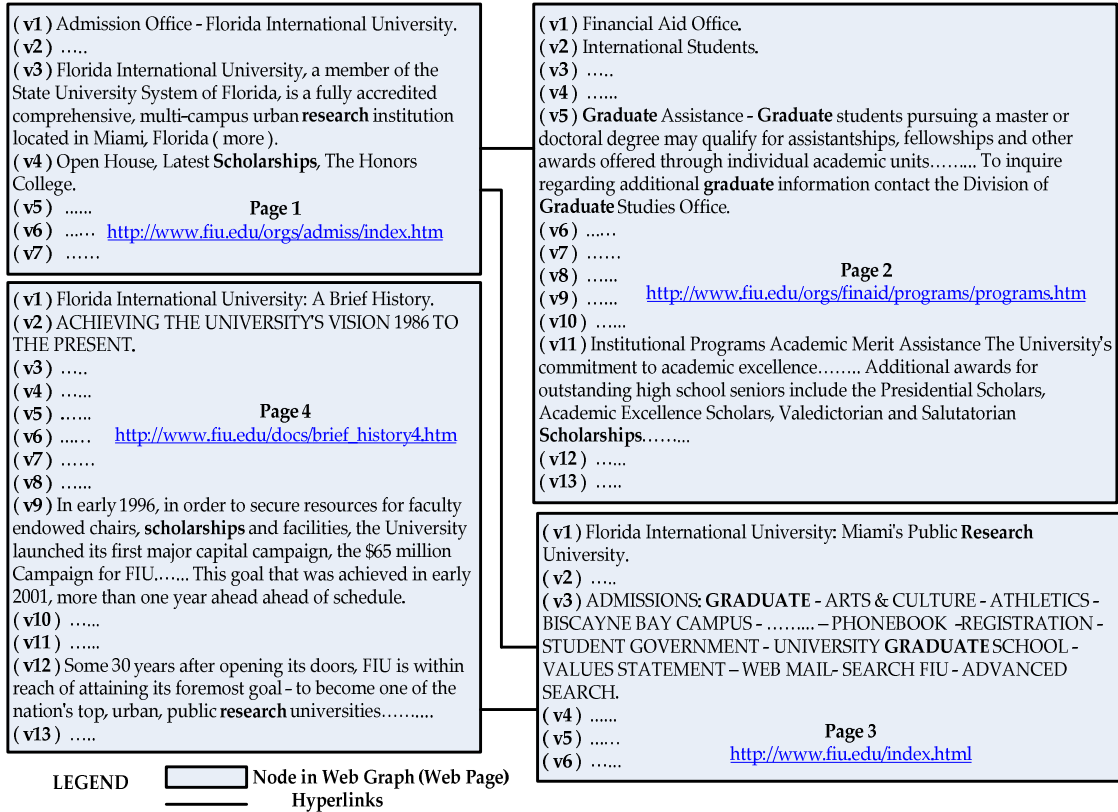 (v1) Admission Office - Florida International University.
(v2) …..
(v3) Florida International University, a member of the
State University System of Florida, is a fully accredited
comprehensive, multi-campus urban research institution
located in Miami, Florida ( more ).
(v4) Open House, Latest Scholarships, The Honors
College.
(v5) ......
Page 1
(v6) ...…
http://www.fiu.edu/orgs/admiss/index.htm
(v7) ……
(v1) Financial Aid Office.
(v2) International Students.
(v3) …..
(v4) …...
(v5) Graduate Assistance - Graduate students pursuing a master or
doctoral degree may qualify for assistantships, fellowships and other
awards offered through individual academic units…….... To inquire
regarding additional graduate information contact the Division of
Graduate Studies Office.
(v6) ...…
(v7) ……
(v8) …...
Page 2
(v9) …...
http://www.fiu.edu/orgs/finaid/programs/programs.htm
(v10) …...
(v11) Institutional Programs Academic Merit Assistance The University's
commitment to academic excellence…….. Additional awards for
outstanding high school seniors include the Presidential Scholars,
Academic Excellence Scholars, Valedictorian and Salutatorian
Scholarships…….…
(v12) …...
(v13) …..
(v1) Florida International University: A Brief History.
(v2) ACHIEVING THE UNIVERSITY'S VISION 1986 TO
THE PRESENT.
(v3) …..
(v4) …...
(v5) …...
Page 4
(v6) ...…
http://www.fiu.edu/docs/brief_history4.htm
(v7) ……
(v8) …...
(v9) In early 1996, in order to secure resources for faculty
endowed chairs, scholarships and facilities, the University
launched its first major capital campaign, the $65 million
Campaign for FIU.…... This goal that was achieved in early
2001, more than one year ahead ahead of schedule.
(v10) …...
(v11) …...
(v12) Some 30 years after opening its doors, FIU is within
reach of attaining its foremost goal – to become one of the
nation's top, urban, public research universities……….
(v13) …..
(v1) Florida International University: Miami's Public Research
University.
(v2) …..
(v3) ADMISSIONS: GRADUATE - ARTS & CULTURE - ATHLETICS -
BISCAYNE BAY CAMPUS - …….… – PHONEBOOK -REGISTRATION -
STUDENT GOVERNMENT - UNIVERSITY GRADUATE SCHOOL -
VALUES STATEMENT – WEB MAIL- SEARCH FIU - ADVANCED
SEARCH.
(v4) ......
(v5) ...…
Page 3
(v6) …...
http://www.fiu.edu/index.html
LEGEND
Node in Web Graph (Web Page)
Hyperlinks